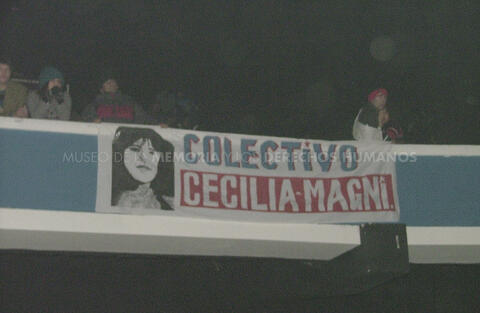 COLECTIVO
MUSEO DE LA MEMORIA Y LOS DERECHOS HUMANOS
CECILIA-MAGNI.